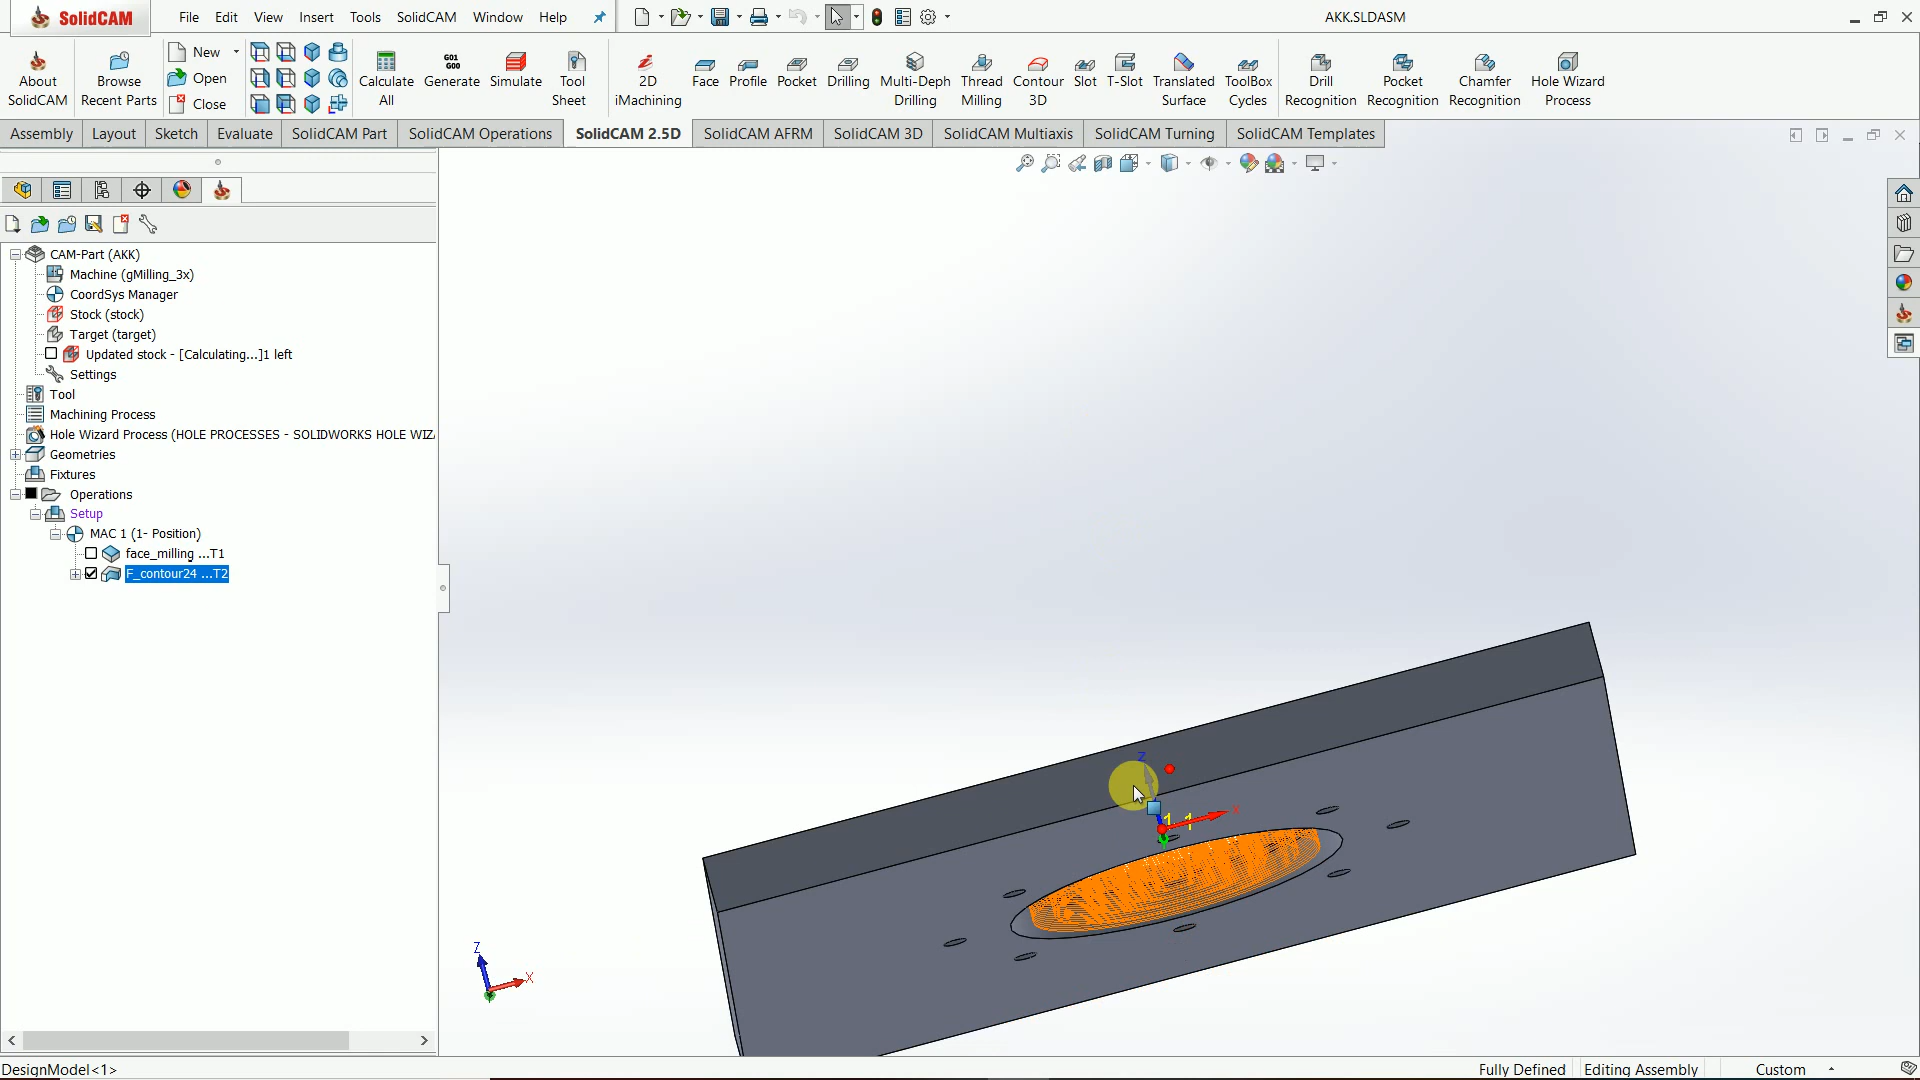 SolidCAM File Edit View Insert Tools SolidCAM Window Help AKK.SLDASM
About SolidCAM
Browse Recent Parts
New
Open
Close
Calculate All
G01 G00 Generate
Simulate
Tool Sheet
2D iMachining
Face
Profile
Pocket
Drilling
Multi-Deph Drilling
Thread Milling
Contour 3D
Slot
T-Slot
Translated Surface
ToolBox Cycles
Drill Recognition
Pocket Recognition
Chamfer Recognition
Hole Wizard Process
Assembly Layout Sketch Evaluate SolidCAM Part SolidCAM Operations SolidCAM 2.5D SolidCAM AFRM SolidCAM 3D SolidCAM Multiaxis SolidCAM Turning SolidCAM Templates
CAM-Part (AKK)
Machine (gMilling_3x)
CoordSys Manager
Stock (stock)
Target (target)
Updated stock - [Calculating...]1 left
Settings
Tool
Machining Process
Hole Wizard Process (HOLE PROCESSES - SOLIDWORKS HOLE WIZ
Geometries
Fixtures
Operations
Setup
MAC 1 (1- Position)
face_milling ...T1
F_contour24 ...T2
Z
X
1 1
Z
X
DesignModel<1> Fully Defined Editing Assembly Custom